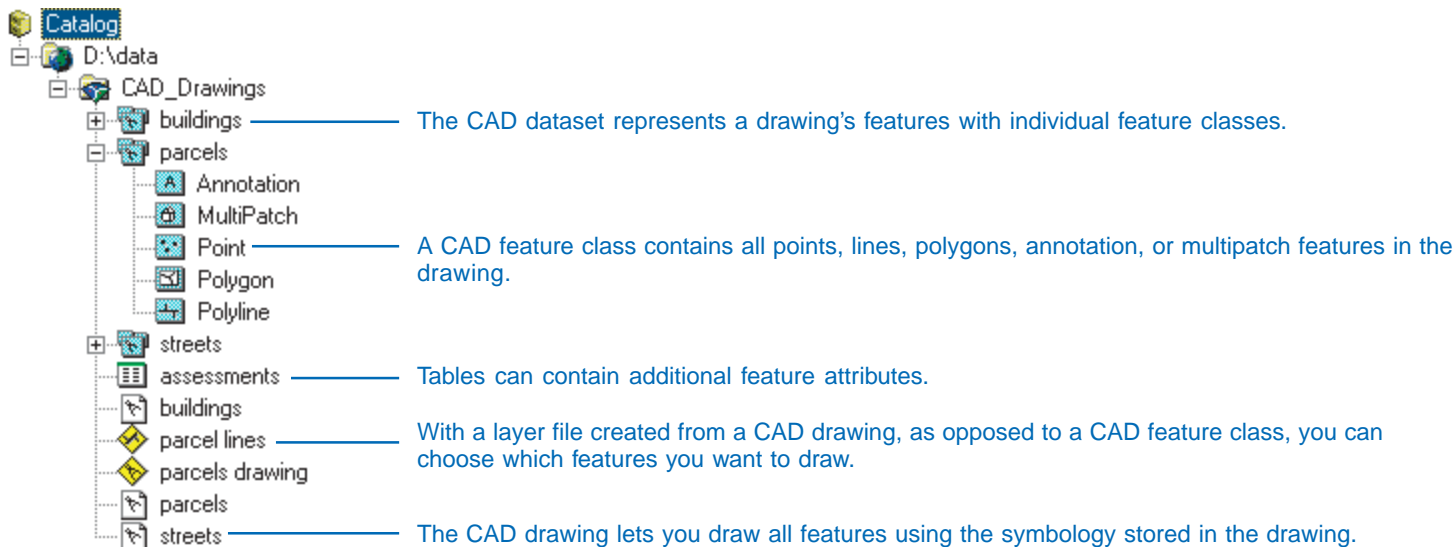 Catalog
D:\data
CAD_Drawings
buildings
The CAD dataset represents a drawing’s features with individual feature classes.
parcels
Annotation
MultiPatch
Point
A CAD feature class contains all points, lines, polygons, annotation, or multipatch features in the
drawing.
Polygon
Polyline
streets
assessments
Tables can contain additional feature attributes.
buildings
parcel lines
With a layer file created from a CAD drawing, as opposed to a CAD feature class, you can
choose which features you want to draw.
parcels drawing
parcels
streets
The CAD drawing lets you draw all features using the symbology stored in the drawing.